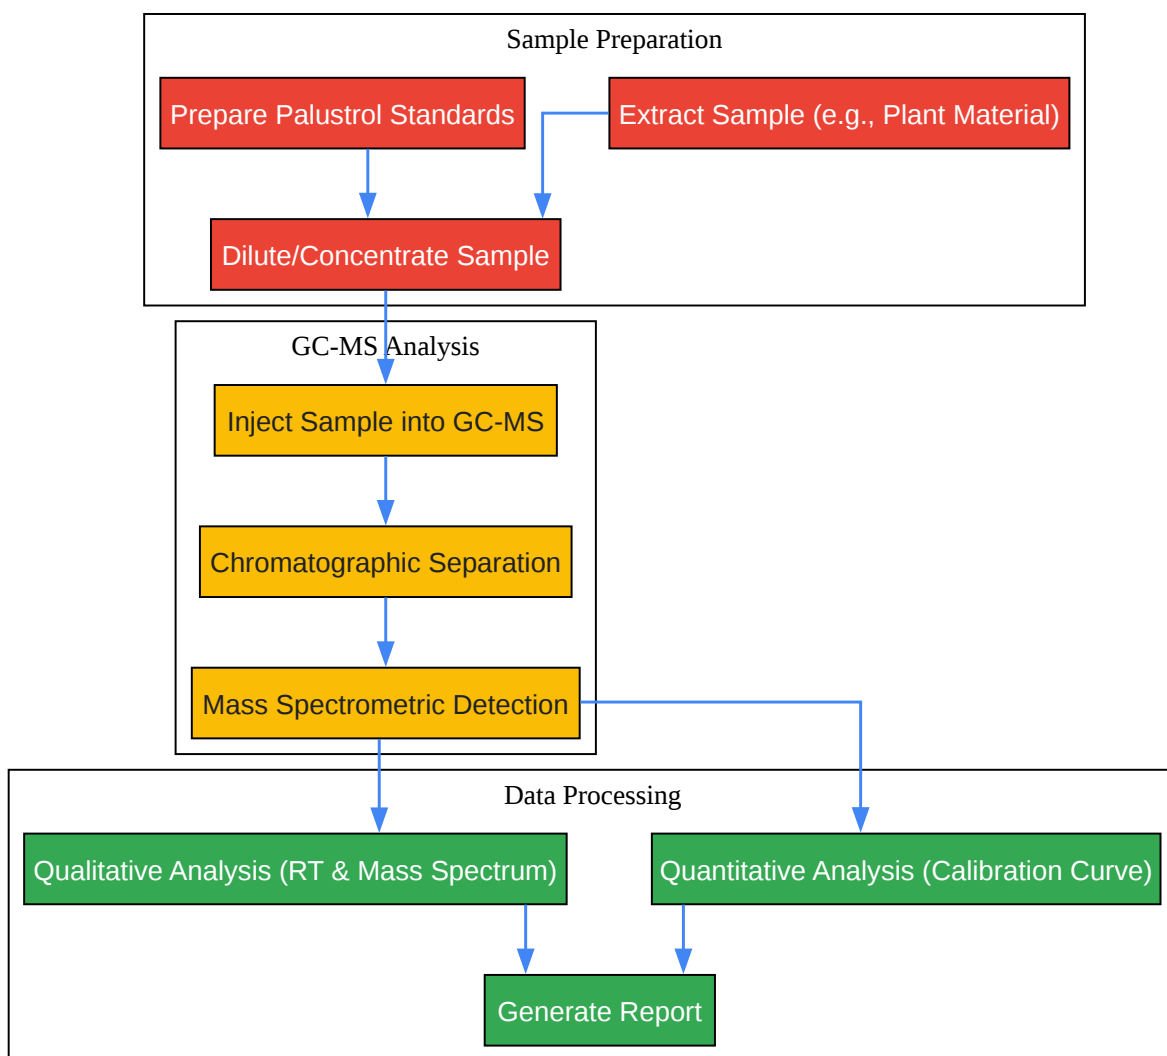 Sample Preparation
Prepare Palustrol Standards
Extract Sample (e.g., Plant Material)
Dilute/Concentrate Sample
GC-MS Analysis
Inject Sample into GC-MS
Chromatographic Separation
Mass Spectrometric Detection
Data Processing
Qualitative Analysis (RT & Mass Spectrum)
Quantitative Analysis (Calibration Curve)
Generate Report